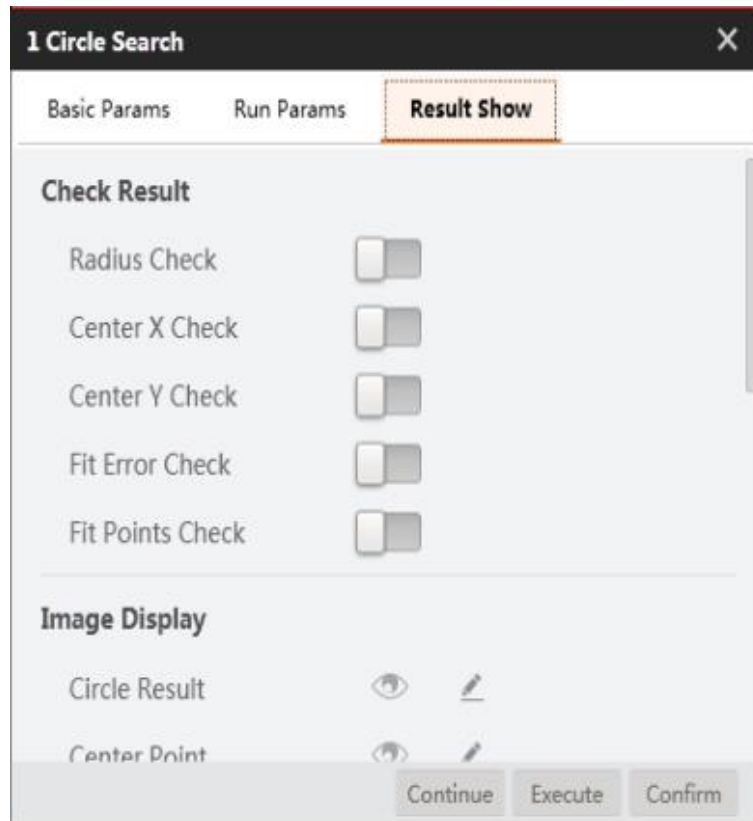 1 Circle Search
Basic Params Run Params Result Show
Check Result
Radius Check
Center X Check
Center Y Check
Fit Error Check
Fit Points Check
Image Display
Circle Result
Center Point
Continue Execute Confirm